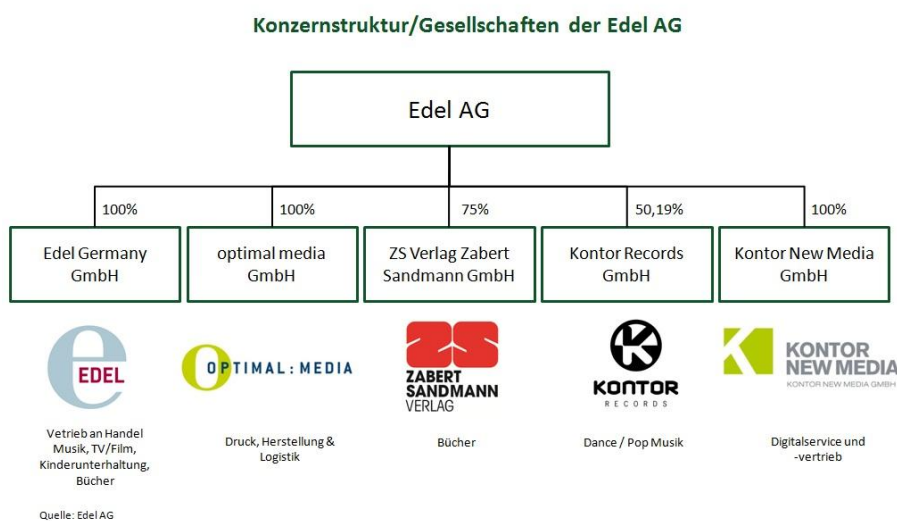 Konzernstruktur/Gesellschaften der Edel AG
Edel AG
100%
100%
75%
50,19%
100%
Edel Germany
GmbH
optimal media
GmbH
ZS Verlag Zabert
Sandmann GmbH
Kontor Records
GmbH
Kontor New Media
GmbH
e
EDEL
OPTIMAL:MEDIA
ZABERT
SANDMANN
VERLAG
K
KONTOR
RECORDS
K
KONTOR
NEW MEDIA
KONTOR NEW MEDIA GMBH
Vetrieb an Handel
Musik, TV/Film,
Kinderunterhaltung,
Bücher
Druck, Herstellung &
Logistik
Bücher
Dance / Pop Musik
Digitalservice und
-vertrieb
Quelle: Edel AG